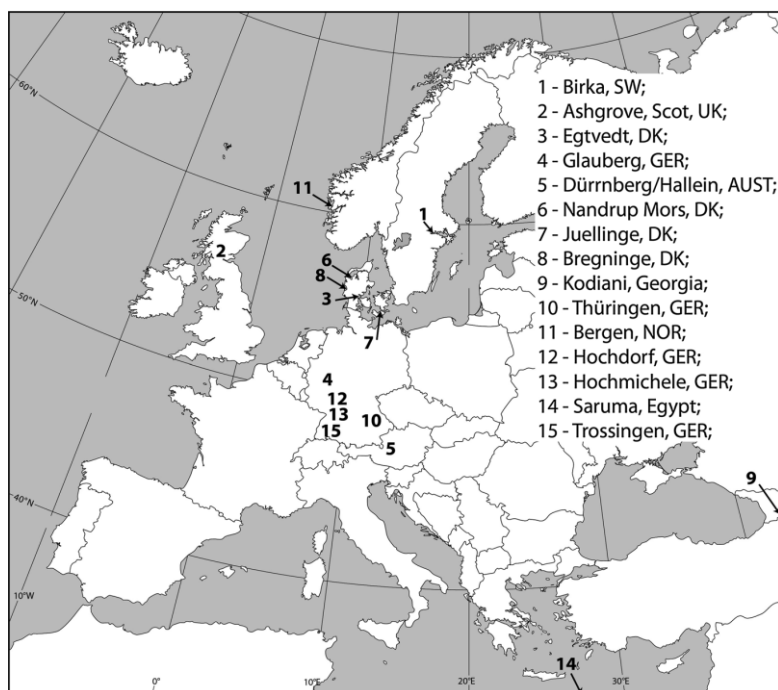 1 - Birka, SW;
2 - Ashgrove, Scot, UK;
3 - Egtvedt, DK;
4 - Glauberg, GER;
5 - Dürrnberg/Hallein, AUST;
6 - Nandrup Mors, DK;
7 - Juellinge, DK;
8 - Bregninge, DK;
9 - Kodiani, Georgia;
10 - Thüringen, GER;
11 - Bergen, NOR;
12 - Hochdorf, GER;
13 - Hochmichele, GER;
14 - Saruma, Egypt;
15 - Trossingen, GER;
60°N
11
1
2
50°N
6
8
3
7
4
12
13
10
15
5
9
40°N
10°W
14
0°
10°E
20°E
30°E